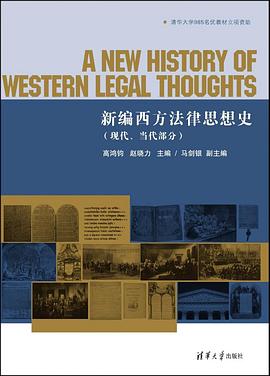 ·清华大学985名优教材立项资助
A NEW HISTORY OF
WESTERN LEGAL THOUGHTS
新编西方法律思想史
（现代、当代部分）
高鸿钧 赵晓力 主编 / 马剑银 副主编
清华大学出版社